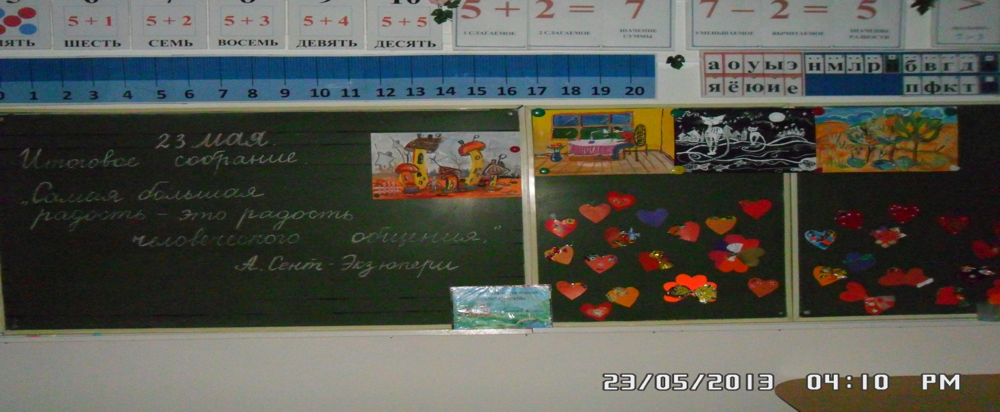 5 + 1 5 + 2 5 + 3 5 + 4 5 + 5
ШЕСТЬ СЕМЬ ВОСЕМЬ ДЕВЯТЬ ДЕСЯТЬ
5 + 2 = 7
1 СЛАГАЕМОЕ 2 СЛАГАЕМОЕ ЗНАЧЕНИЕ
СУММЫ
7 - 2 = 5
УМЕНЬШАЕМОЕ ВЫЧИТАЕМОЕ ЗНАЧЕНИЕ
РАЗНОСТИ
>
0 1 2 3 4 5 6 7 8 9 10 11 12 13 14 15 16 17 18 19 20
а о у ы э н м л р б в г д
я ё ю и е п ф к т
23 мая.
Итоговое собрание.
„Самая большая
радость - это радость
человеческого общения,"
А. Сент-Экзюпери
23/05/2013 04:10 PM